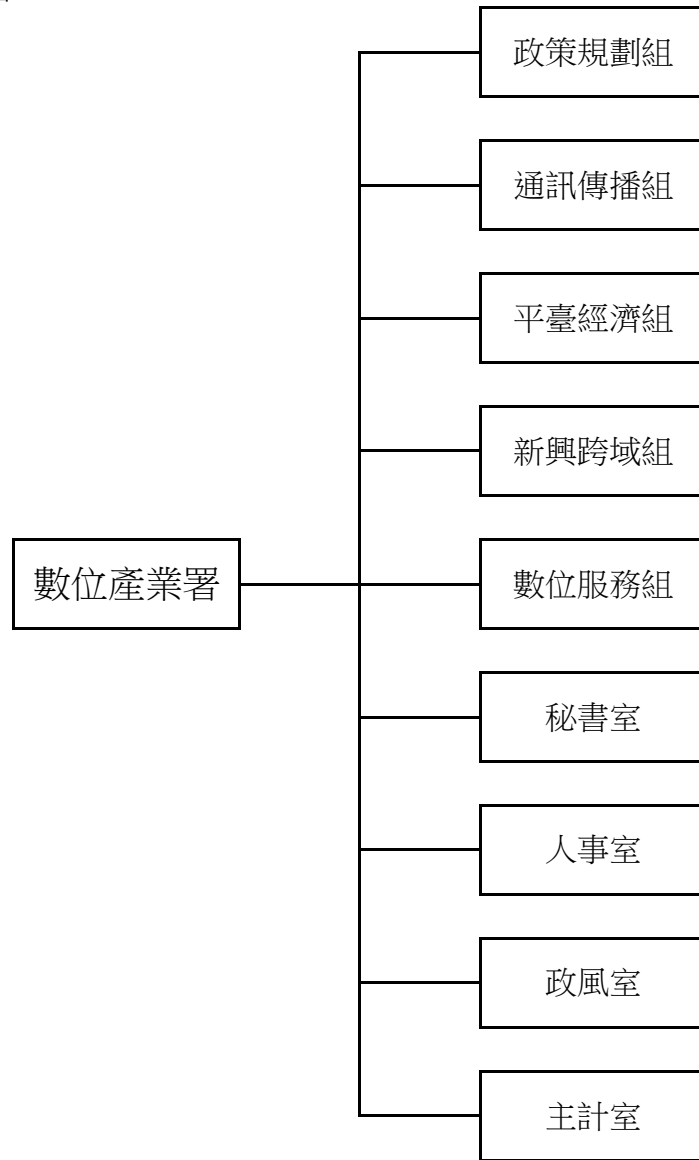 政策規劃組
通訊傳播組
平臺經濟組
新興跨域組
數位產業署
數位服務組
秘書室
人事室
政風室
主計室